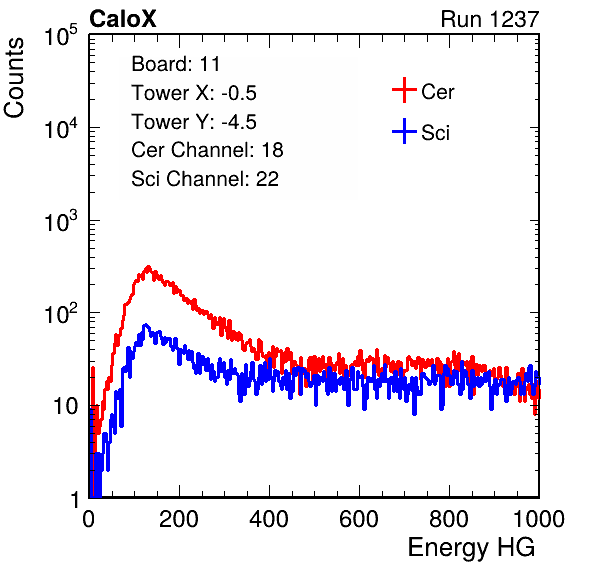 CaloX Run 1237
Counts
10^5
10^4
10^3
10^2
10
1
Board: 11
Tower X: -0.5
Tower Y: -4.5
Cer Channel: 18
Sci Channel: 22
Cer
Sci
0 200 400 600 800 1000
Energy HG